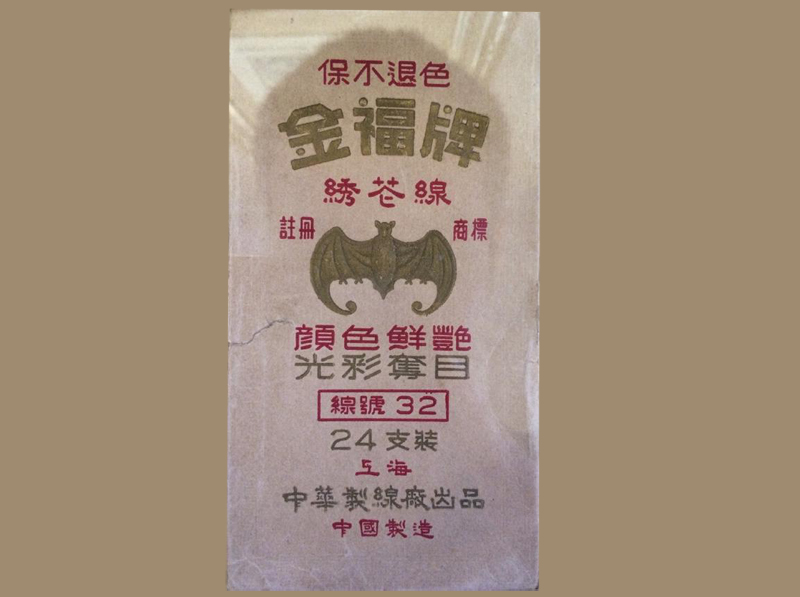 保不退色
金福牌
綉芲線
註冊 商標
顏色鮮艷
光彩奪目
線號 32
24支裝
上海
中華製線廠出品
中國製造